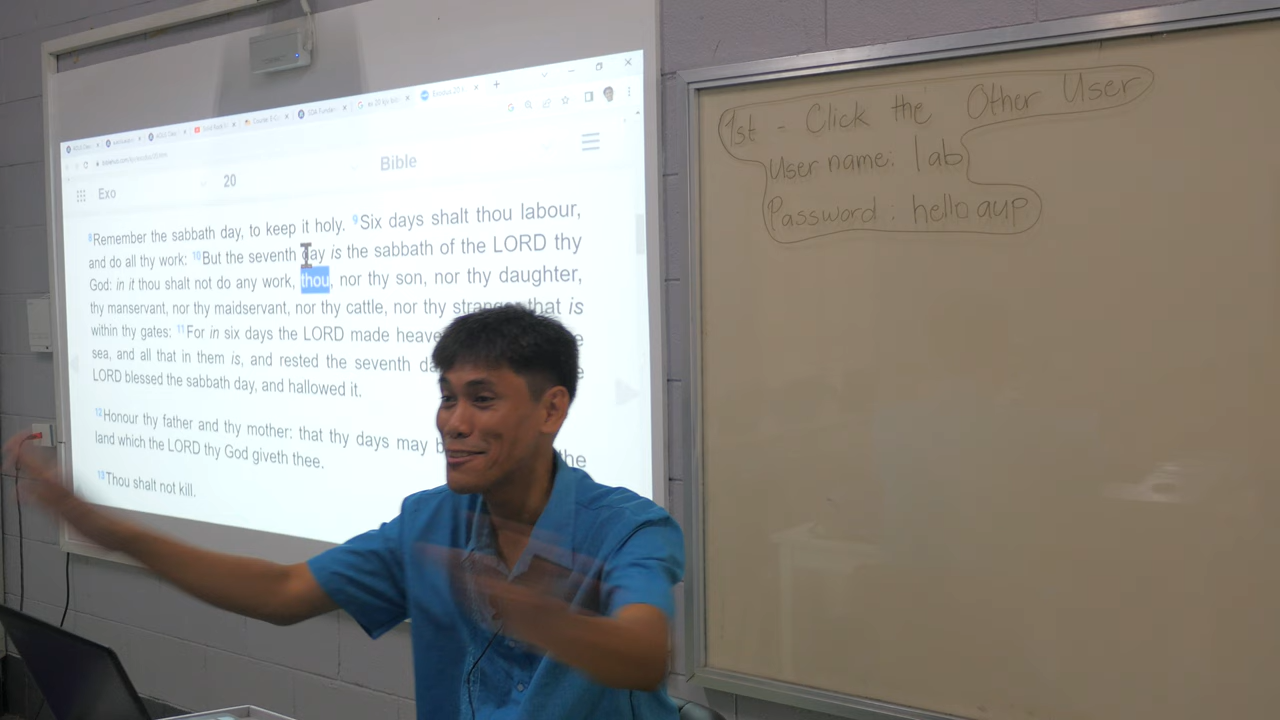 Exo
20
Bible
8Remember the sabbath day, to keep it holy. 9Six days shalt thou labour,
and do all thy work: 10But the seventh day is the sabbath of the LORD thy
God: in it thou shalt not do any work, thou, nor thy son, nor thy daughter,
thy manservant, nor thy maidservant, nor thy cattle, nor thy stranger that is
within thy gates: 11For in six days the LORD made
sea, and all that in them is, and rested the seventh
LORD blessed the sabbath day, and hallowed it.
12Honour thy father and thy mother: that thy days may the
land which the LORD thy God giveth thee.
13Thou shalt not kill.
1st - Click the Other User
User name: lab
Password: hello aup